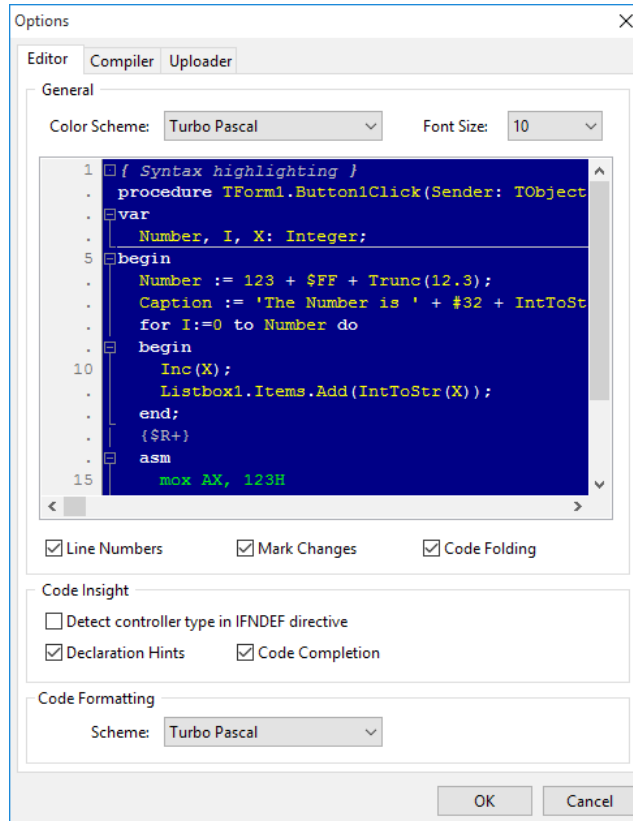 Options
Editor Compiler Uploader
General
Color Scheme: Turbo Pascal Font Size: 10
1 { Syntax highlighting }
. procedure TForm1.Button1Click(Sender: TObject
. var
. Number, I, X: Integer;
5 begin
. Number := 123 + $FF + Trunc(12.3);
. Caption := 'The Number is ' + #32 + IntToSt
. for I:=0 to Number do
. begin
10 Inc(X);
. Listbox1.Items.Add(IntToStr(X));
. end;
. {$R+}
. asm
15 mox AX, 123H
Line Numbers Mark Changes Code Folding
Code Insight
Detect controller type in IFNDEF directive
Declaration Hints Code Completion
Code Formatting
Scheme: Turbo Pascal
OK Cancel